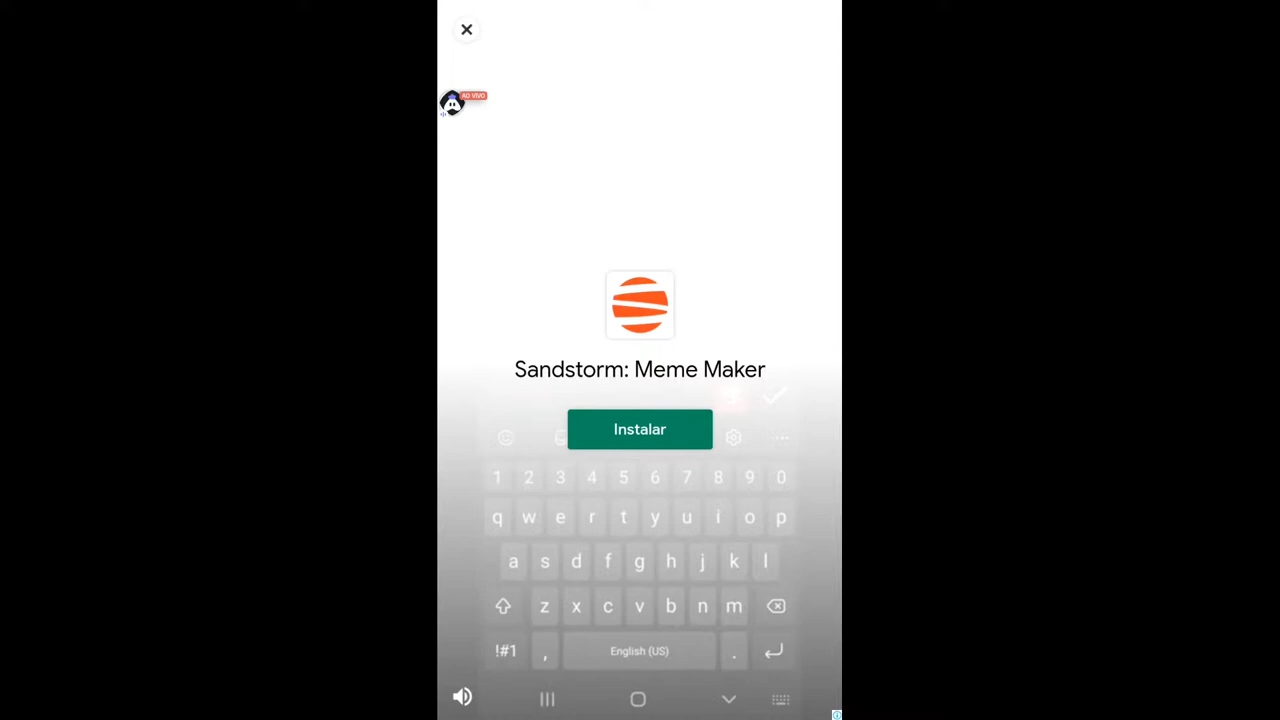 AO VIVO
Sandstorm: Meme Maker
Instalar
1 2 3 4 5 6 7 8 9 0
q w e r t y u i o p
a s d f g h j k l
z x c v b n m
!#1 , English (US) .